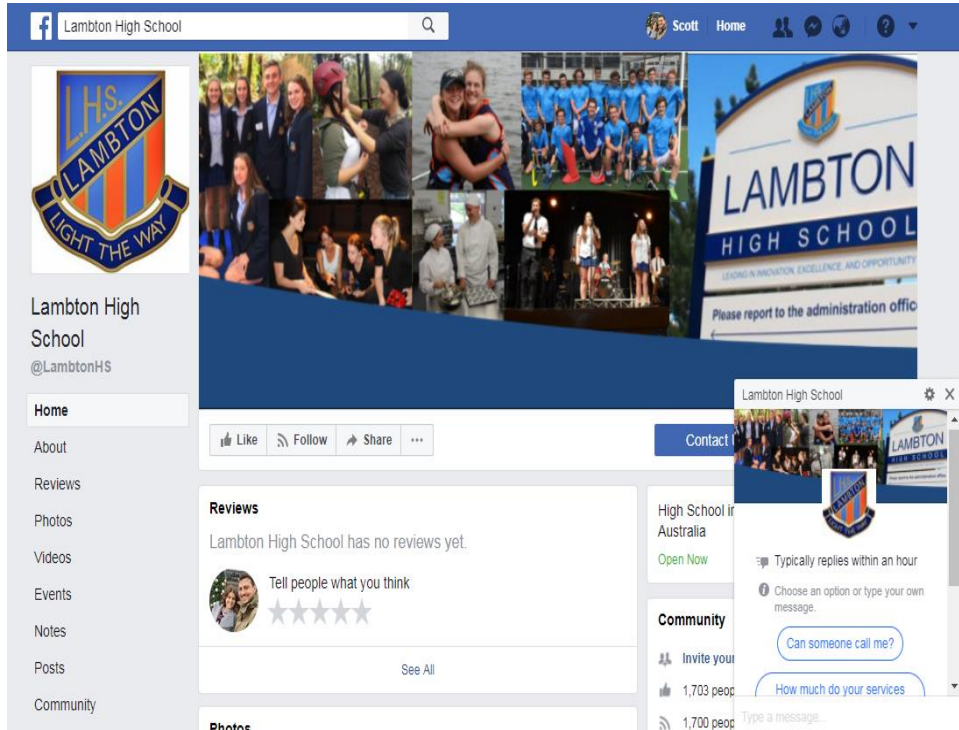 Lambton High School
Scott
Home
L.H.S.
LAMBTON
LIGHT THE WAY
LAMBTON
HIGH SCHOOL
LEADING IN INNOVATION, EXCELLENCE, AND OPPORTUNITY
Please report to the administration offic
Lambton High
School
@LambtonHS
Home
About
Reviews
Photos
Videos
Events
Notes
Posts
Community
Like
Follow
Share
Contact
Reviews
Lambton High School has no reviews yet.
Tell people what you think
See All
Photos
High School in
Australia
Open Now
Community
Invite your
1,703 peop
1,700 peop
Lambton High School
LAMBTON
HIGH SCHOOL
LAMBTON
Typically replies within an hour
Choose an option or type your own
message.
Can someone call me?
How much do your services
Type a message...